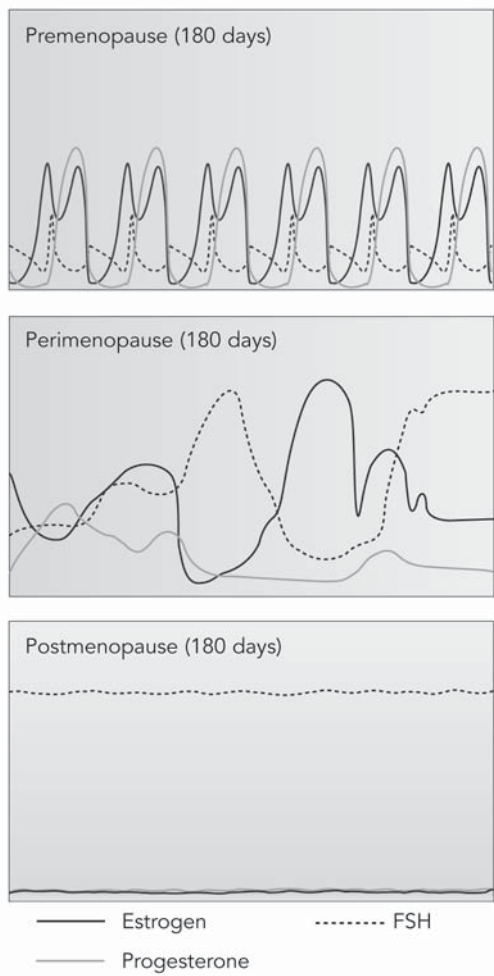 Premenopause (180 days)
Perimenopause (180 days)
Postmenopause (180 days)
Estrogen
FSH
Progesterone